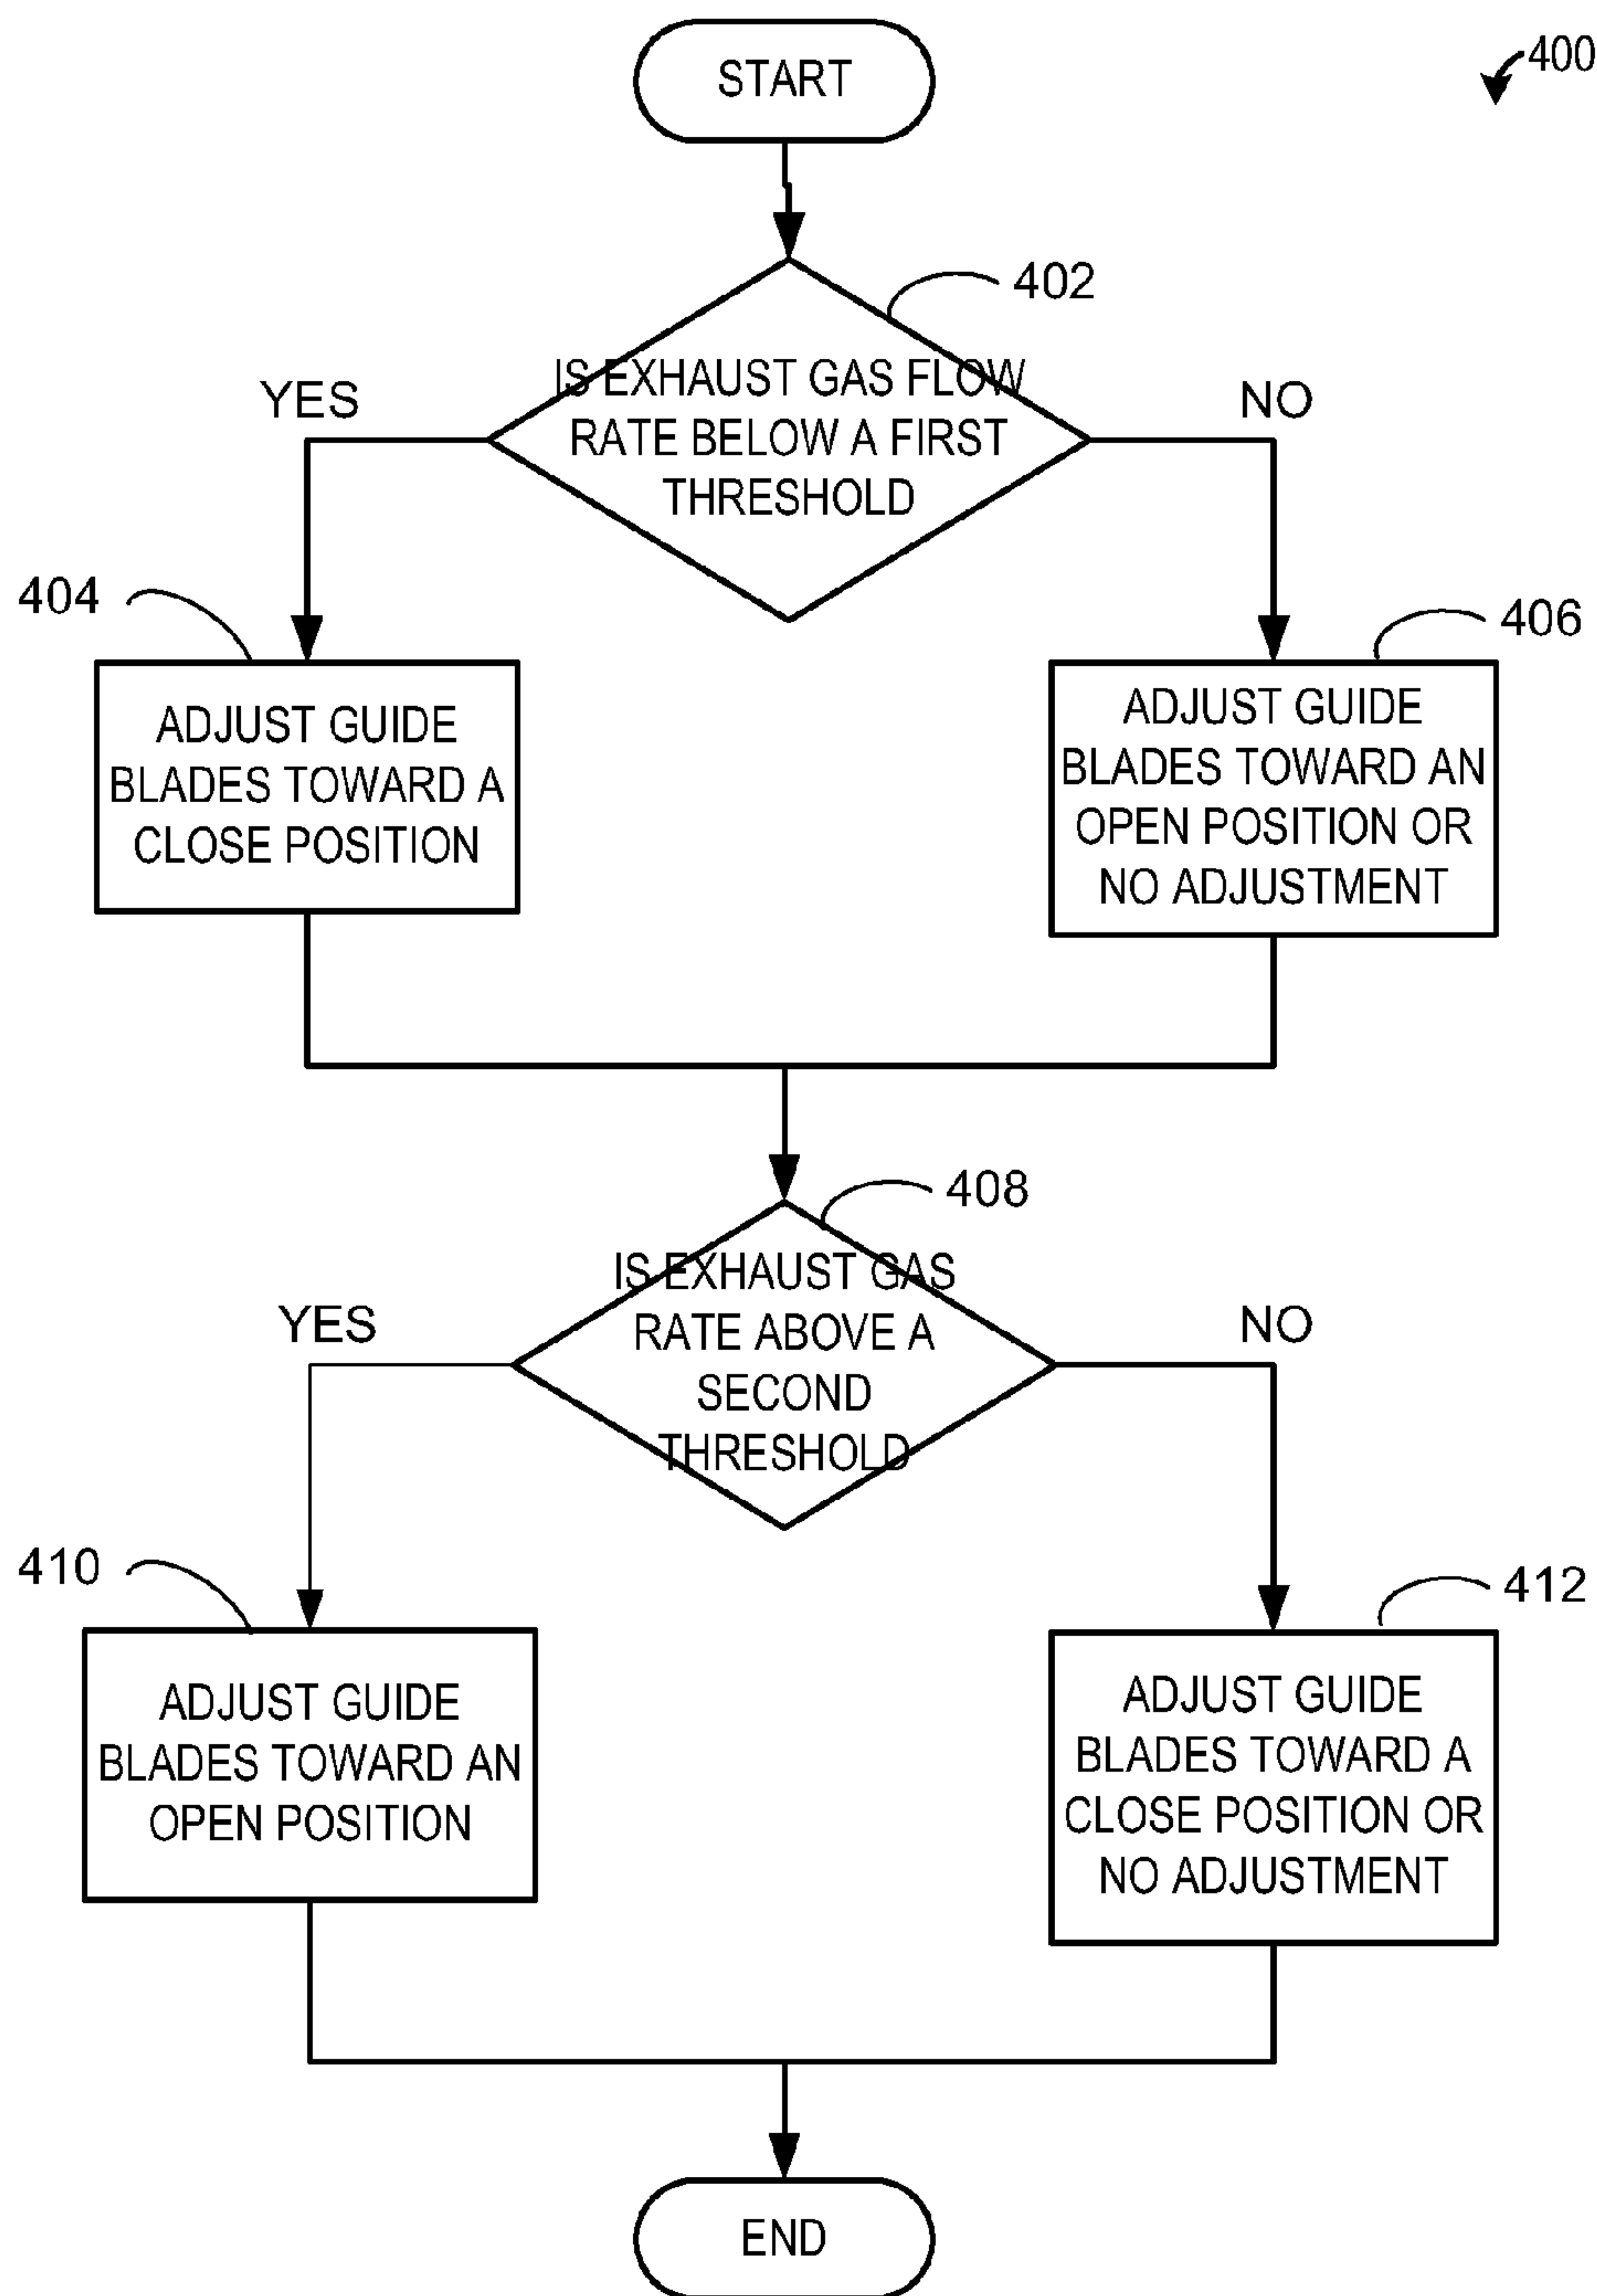 START
400
402
IS EXHAUST GAS FLOW
RATE BELOW A FIRST
THRESHOLD
YES
NO
404
406
ADJUST GUIDE
BLADES TOWARD A
CLOSE POSITION
ADJUST GUIDE
BLADES TOWARD AN
OPEN POSITION OR
NO ADJUSTMENT
408
IS EXHAUST GAS
RATE ABOVE A
SECOND
THRESHOLD
YES
NO
410
412
ADJUST GUIDE
BLADES TOWARD AN
OPEN POSITION
ADJUST GUIDE
BLADES TOWARD A
CLOSE POSITION OR
NO ADJUSTMENT
END